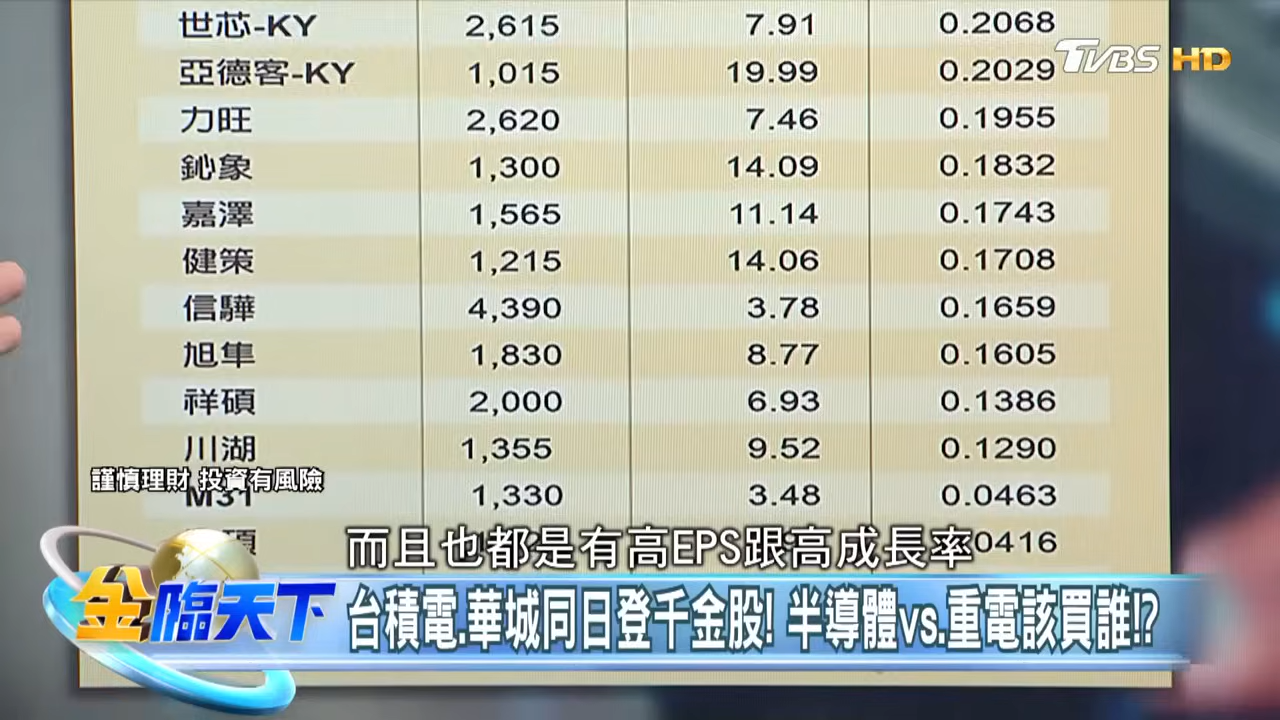 世芯-KY 2,615 7.91 0.2068
TVBS HD
亞德客-KY 1,015 19.99 0.2029
力旺 2,620 7.46 0.1955
鈊象 1,300 14.09 0.1832
嘉澤 1,565 11.14 0.1743
健策 1,215 14.06 0.1708
信驊 4,390 3.78 0.1659
旭隼 1,830 8.77 0.1605
祥碩 2,000 6.93 0.1386
川湖 1,355 9.52 0.1290
謹慎理財 投資有風險
M31 1,330 3.48 0.0463
而且也都是有高EPS跟高成長率
0416
金臨天下
台積電.華城同日登千金股! 半導體vs.重電該買誰!?